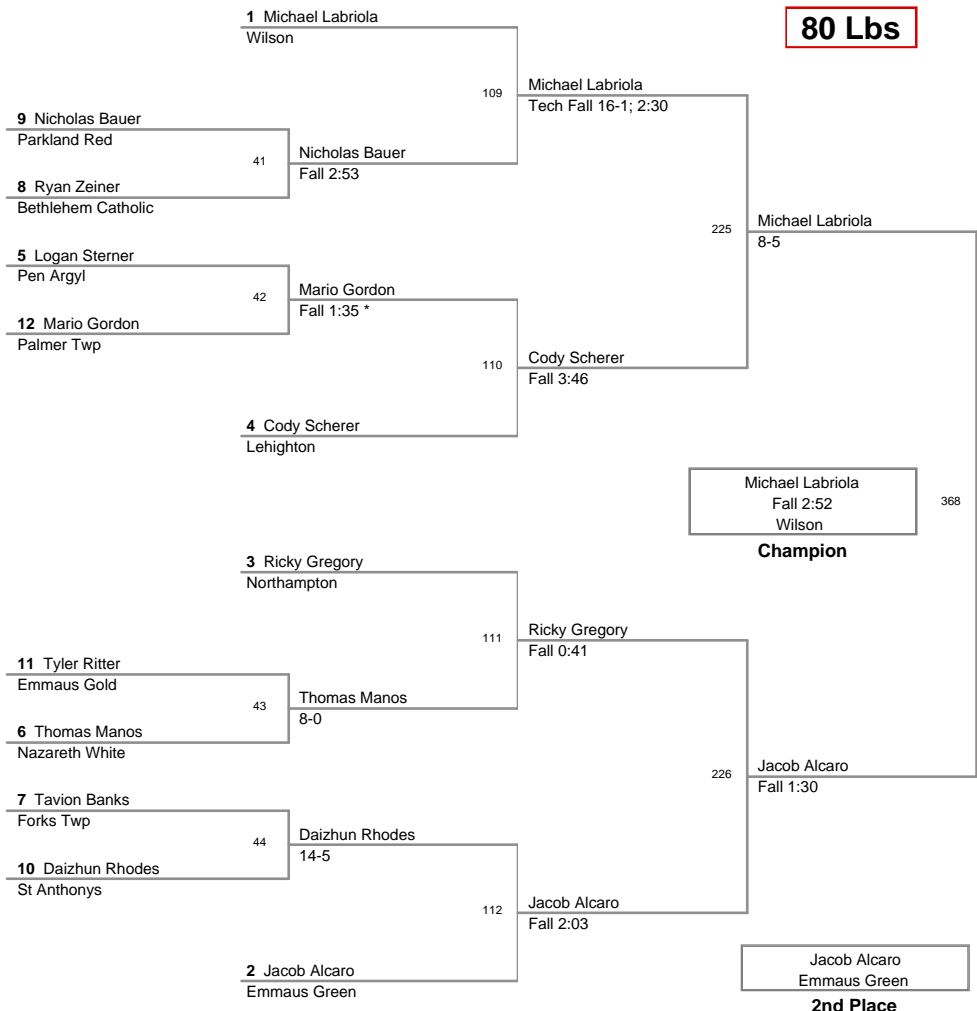 1 Michael Labriola
Wilson
80 Lbs
109
Michael Labriola
Tech Fall 16-1; 2:30
9 Nicholas Bauer
Parkland Red
41
Nicholas Bauer
Fall 2:53
8 Ryan Zeiner
Bethlehem Catholic
225
Michael Labriola
8-5
5 Logan Sterner
Pen Argyl
42
Mario Gordon
Fall 1:35 *
12 Mario Gordon
Palmer Twp
110
Cody Scherer
Fall 3:46
4 Cody Scherer
Lehighton
Michael Labriola
Fall 2:52
Wilson
368
Champion
3 Ricky Gregory
Northampton
111
Ricky Gregory
Fall 0:41
11 Tyler Ritter
Emmaus Gold
43
Thomas Manos
8-0
6 Thomas Manos
Nazareth White
226
Jacob Alcaro
Fall 1:30
7 Tavion Banks
Forks Twp
44
Daizhun Rhodes
14-5
10 Daizhun Rhodes
St Anthonys
112
Jacob Alcaro
Fall 2:03
2 Jacob Alcaro
Emmaus Green
Jacob Alcaro
Emmaus Green
2nd Place